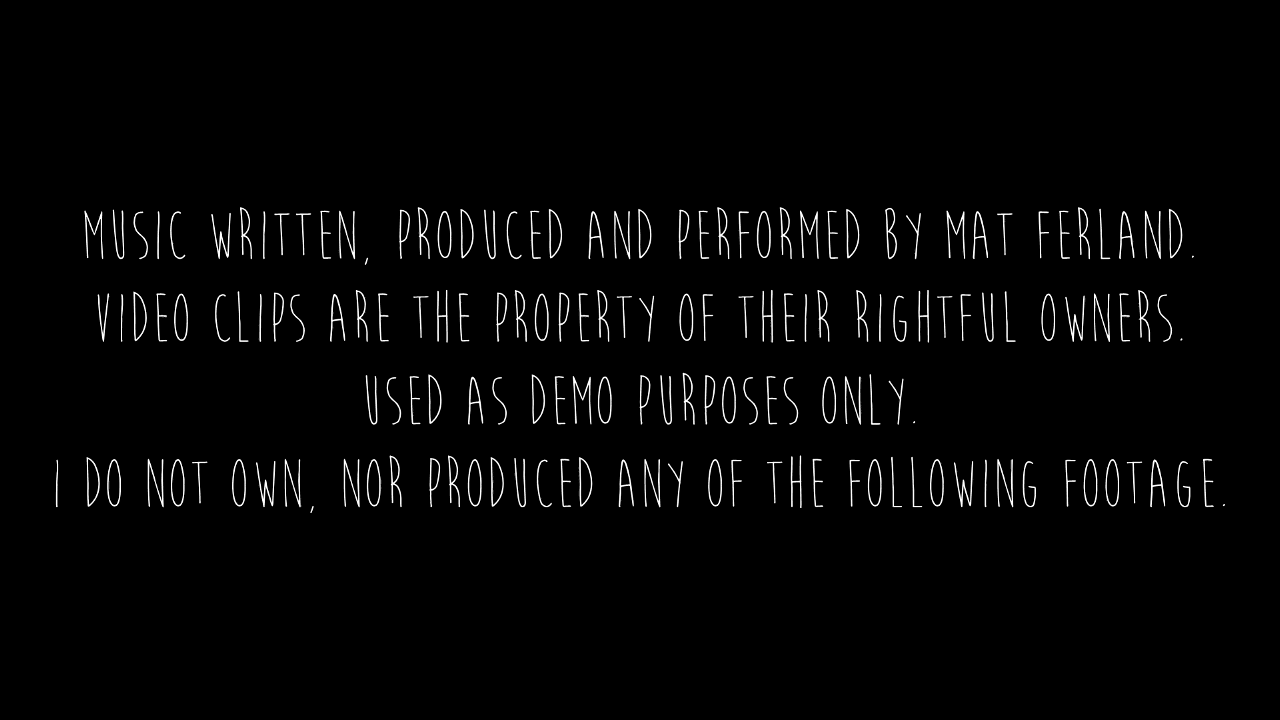 MUSIC WRITTEN, PRODUCED AND PERFORMED BY MAT FERLAND.
VIDEO CLIPS ARE THE PROPERTY OF THEIR RIGHTFUL OWNERS.
USED AS DEMO PURPOSES ONLY.
I DO NOT OWN, NOR PRODUCED ANY OF THE FOLLOWING FOOTAGE.